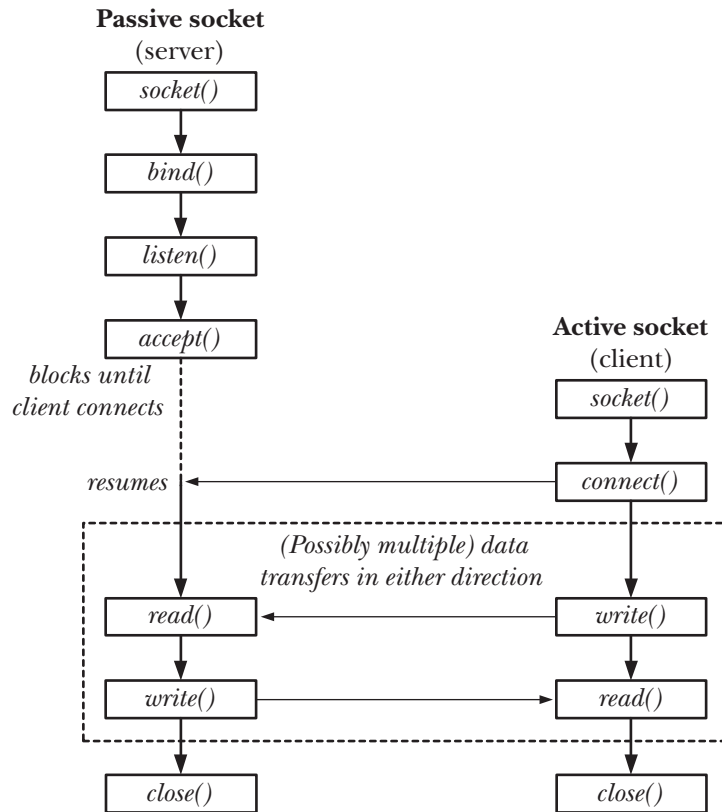 Passive socket
(server)
socket()
bind()
listen()
accept()
blocks until
client connects
resumes
Active socket
(client)
socket()
connect()
(Possibly multiple) data
transfers in either direction
read()
write()
write()
read()
close()
close()